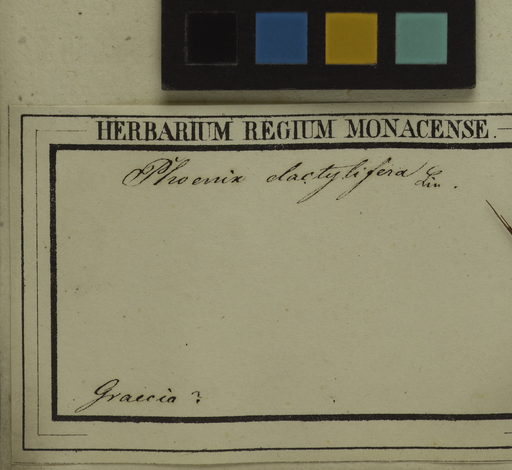 HERBARIUM REGIUM MONACENSE.
Phoenix dactylifera Lin.
Graecia ?